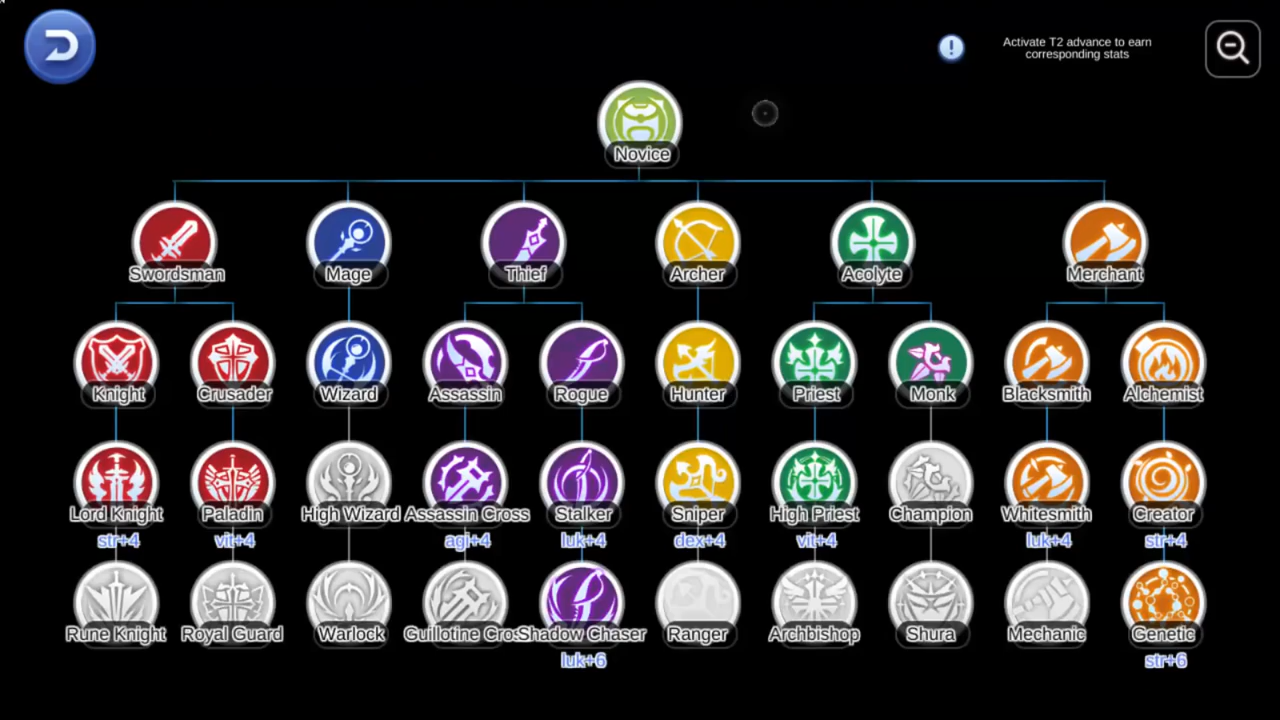 Activate T2 advance to earn
corresponding stats
Novice
Swordsman Mage Thief Archer Acolyte Merchant
Knight Crusader Wizard Assassin Rogue Hunter Priest Monk Blacksmith Alchemist
Lord Knight Paladin High Wizard Assassin Cross Stalker Sniper High Priest Champion Whitesmith Creator
str+4 vit+4 agi+4 luk+4 dex+4 vit+4 luk+4 str+4
Rune Knight Royal Guard Warlock Guillotine Cros Shadow Chaser Ranger Archbishop Shura Mechanic Genetic
luk+6 str+6